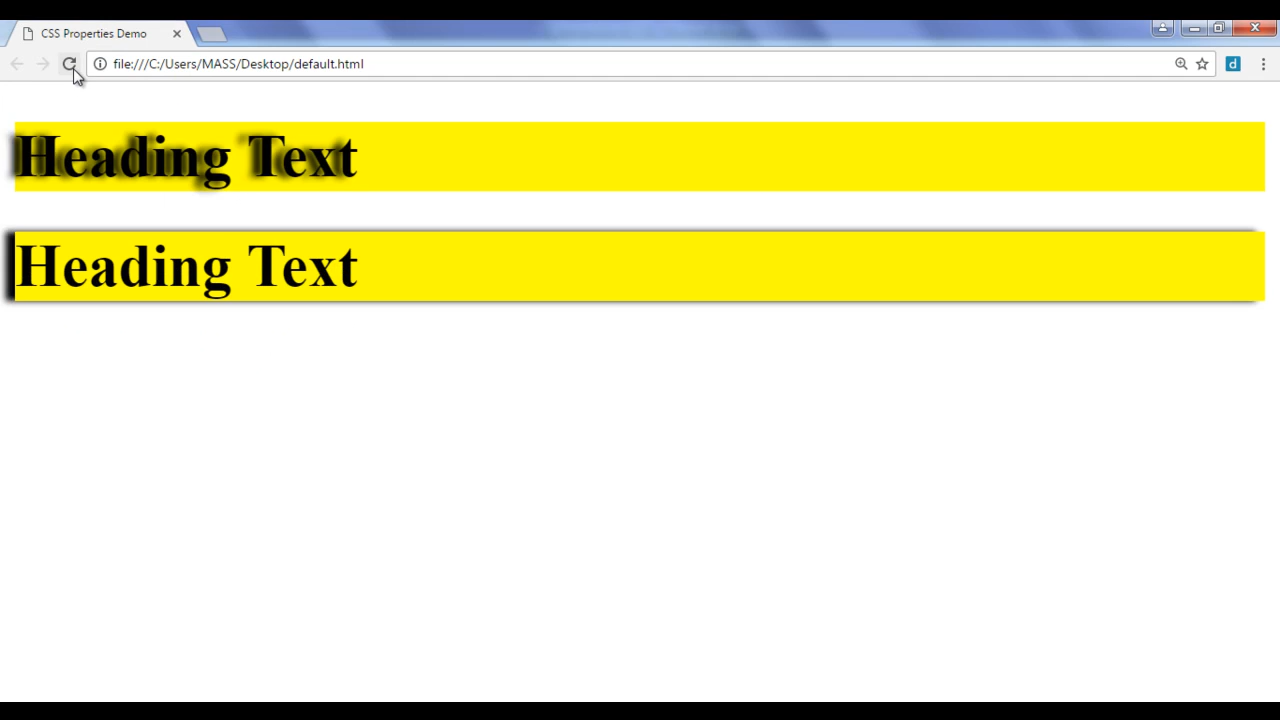 CSS Properties Demo
file:///C:/Users/MASS/Desktop/default.html
d
Heading Text
Heading Text